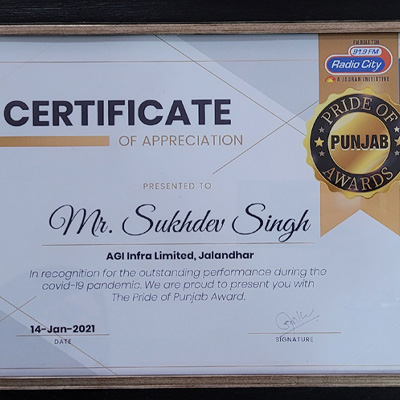 91.9 FM
Radio City
A JAGRAN INITIATIVE
PRIDE OF
PUNJAB
AWARDS
CERTIFICATE
OF APPRECIATION
PRESENTED TO
Mr. Sukhdev Singh
AGI Infra Limited, Jalandhar
In recognition for the outstanding performance during the
covid-19 pandemic. We are proud to present you with
The Pride of Punjab Award.
14-Jan-2021
DATE
SIGNATURE